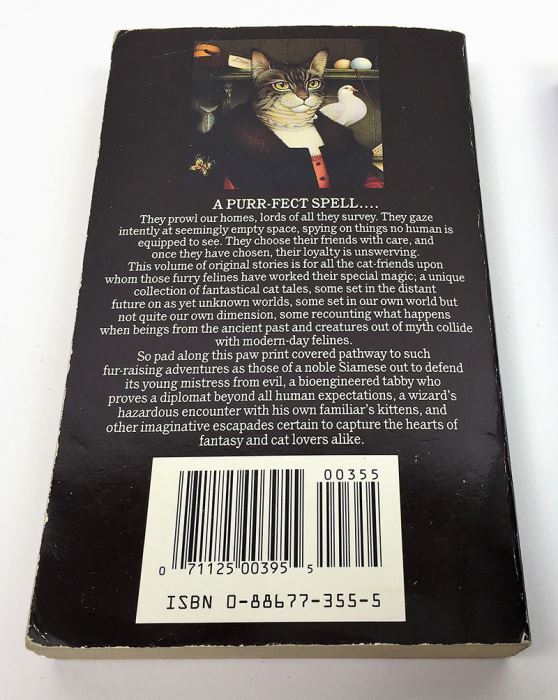 A PURR-FECT SPELL....
They prowl our homes, lords of all they survey. They gaze
intently at seemingly empty space, spying on things no human is
equipped to see. They choose their friends with care, and
once they have chosen, their loyalty is unswerving.
This volume of original stories is for all the cat-friends upon
whom those furry felines have worked their special magic; a unique
collection of fantastical cat tales, some set in the distant
future on as yet unknown worlds, some set in our own world but
not quite our own dimension, some recounting what happens
when beings from the ancient past and creatures out of myth collide
with modern-day felines.
So pad along this paw print covered pathway to such
fur-raising adventures as those of a noble Siamese out to defend
its young mistress from evil, a bioengineered tabby who
proves a diplomat beyond all human expectations, a wizard's
hazardous encounter with his own familiar's kittens, and
other imaginative escapades certain to capture the hearts of
fantasy and cat lovers alike.
00355
0 71125 00395 5
ISBN 0-88677-355-5